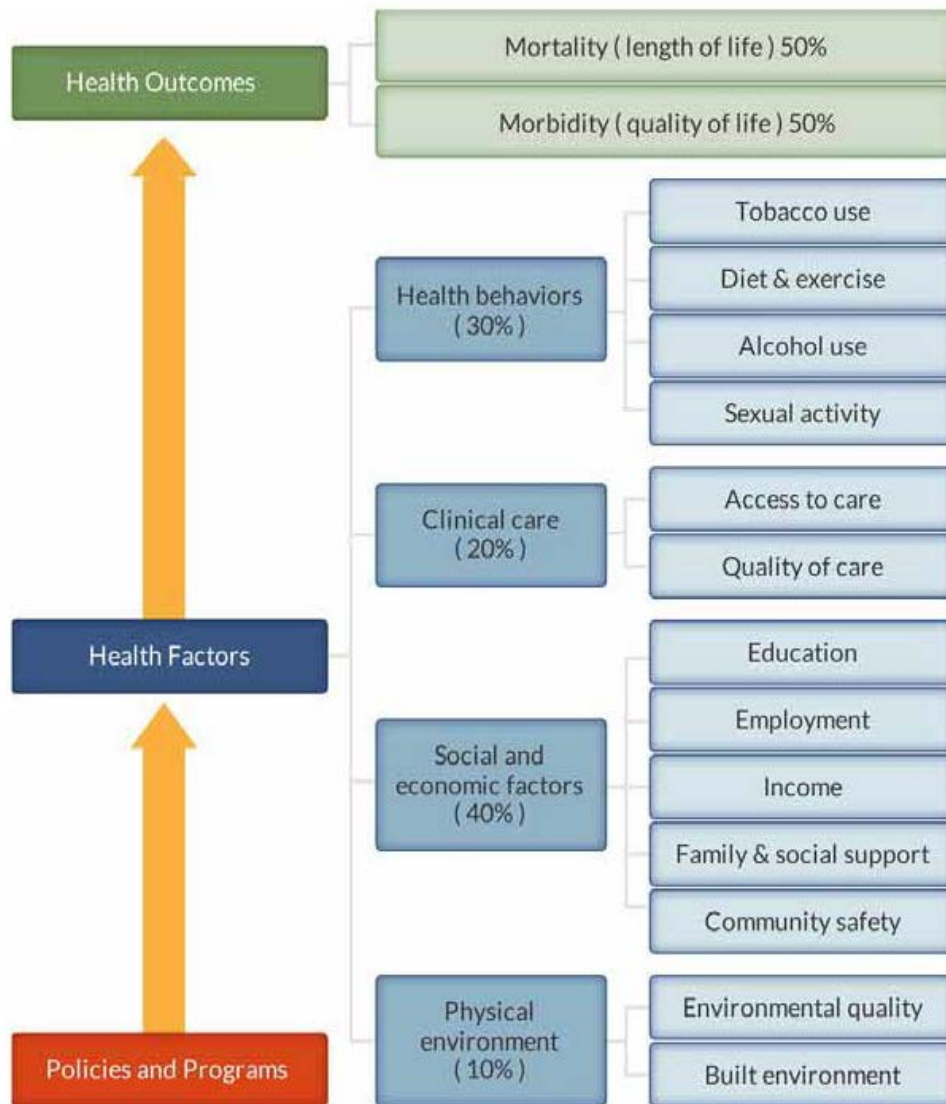 Health Outcomes
Mortality ( length of life ) 50%
Morbidity ( quality of life ) 50%
Health behaviors
( 30% )
Tobacco use
Diet & exercise
Alcohol use
Sexual activity
Clinical care
( 20% )
Access to care
Quality of care
Health Factors
Social and
economic factors
( 40% )
Education
Employment
Income
Family & social support
Community safety
Physical
environment
( 10% )
Environmental quality
Built environment
Policies and Programs